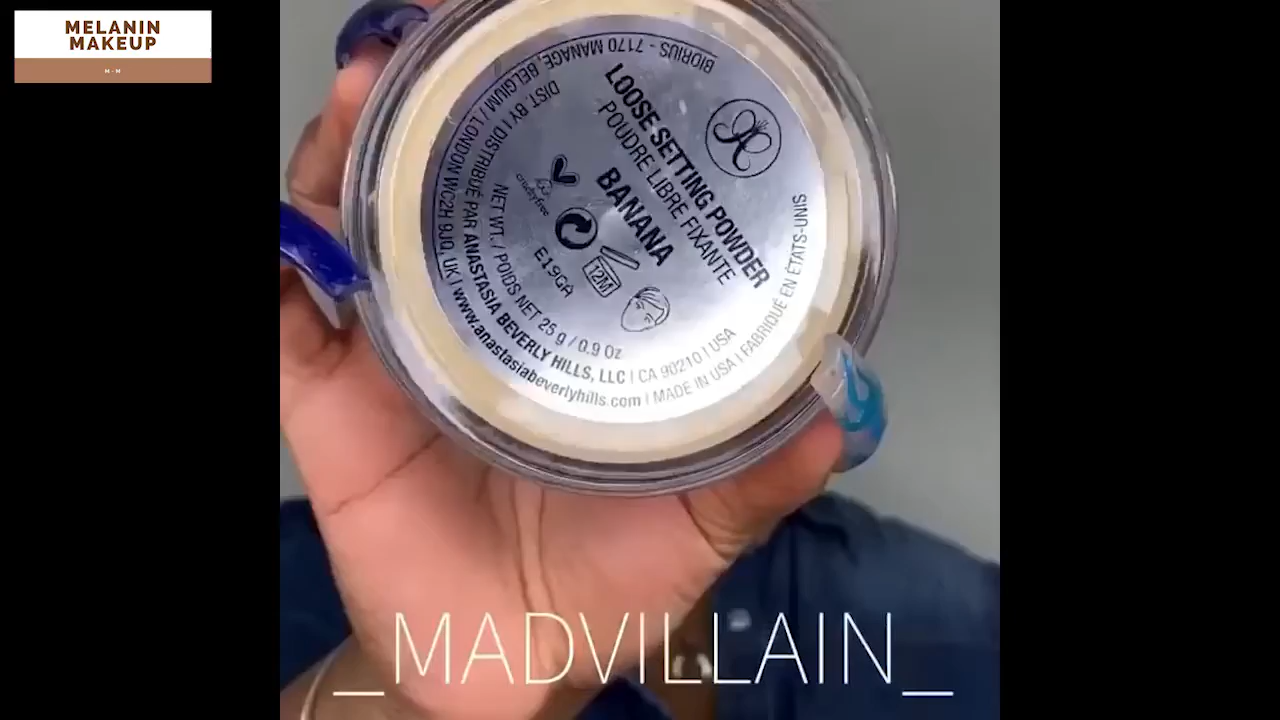 MELANIN
MAKEUP
M-M
LOOSE SETTING POWDER
POUDRE LIBRE FIXANTE
BANANA
crueltyfree
12M
E19GA
NET WT. / POIDS NET 25 g / 0.9 Oz
DIST. BY I DISTRIBUÉ PAR ANASTASIA BEVERLY HILLS, LLC | CA 90210 | USA
BIORIUS - 7170 MANAGE, BELGIUM / LONDON WC2H 9JQ, UK | www.anastasiabeverlyhills.com | MADE IN USA | FABRIQUÉ EN ÉTATS-UNIS
_MADVILLAIN_